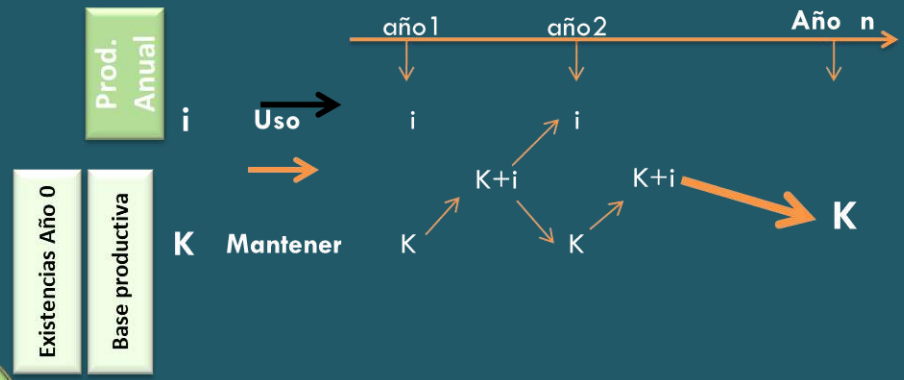 año1 año2 Año n
Prod.
Anual
i Uso i i
K+i K+i
K Mantener K K K
Existencias Año 0
Base productiva